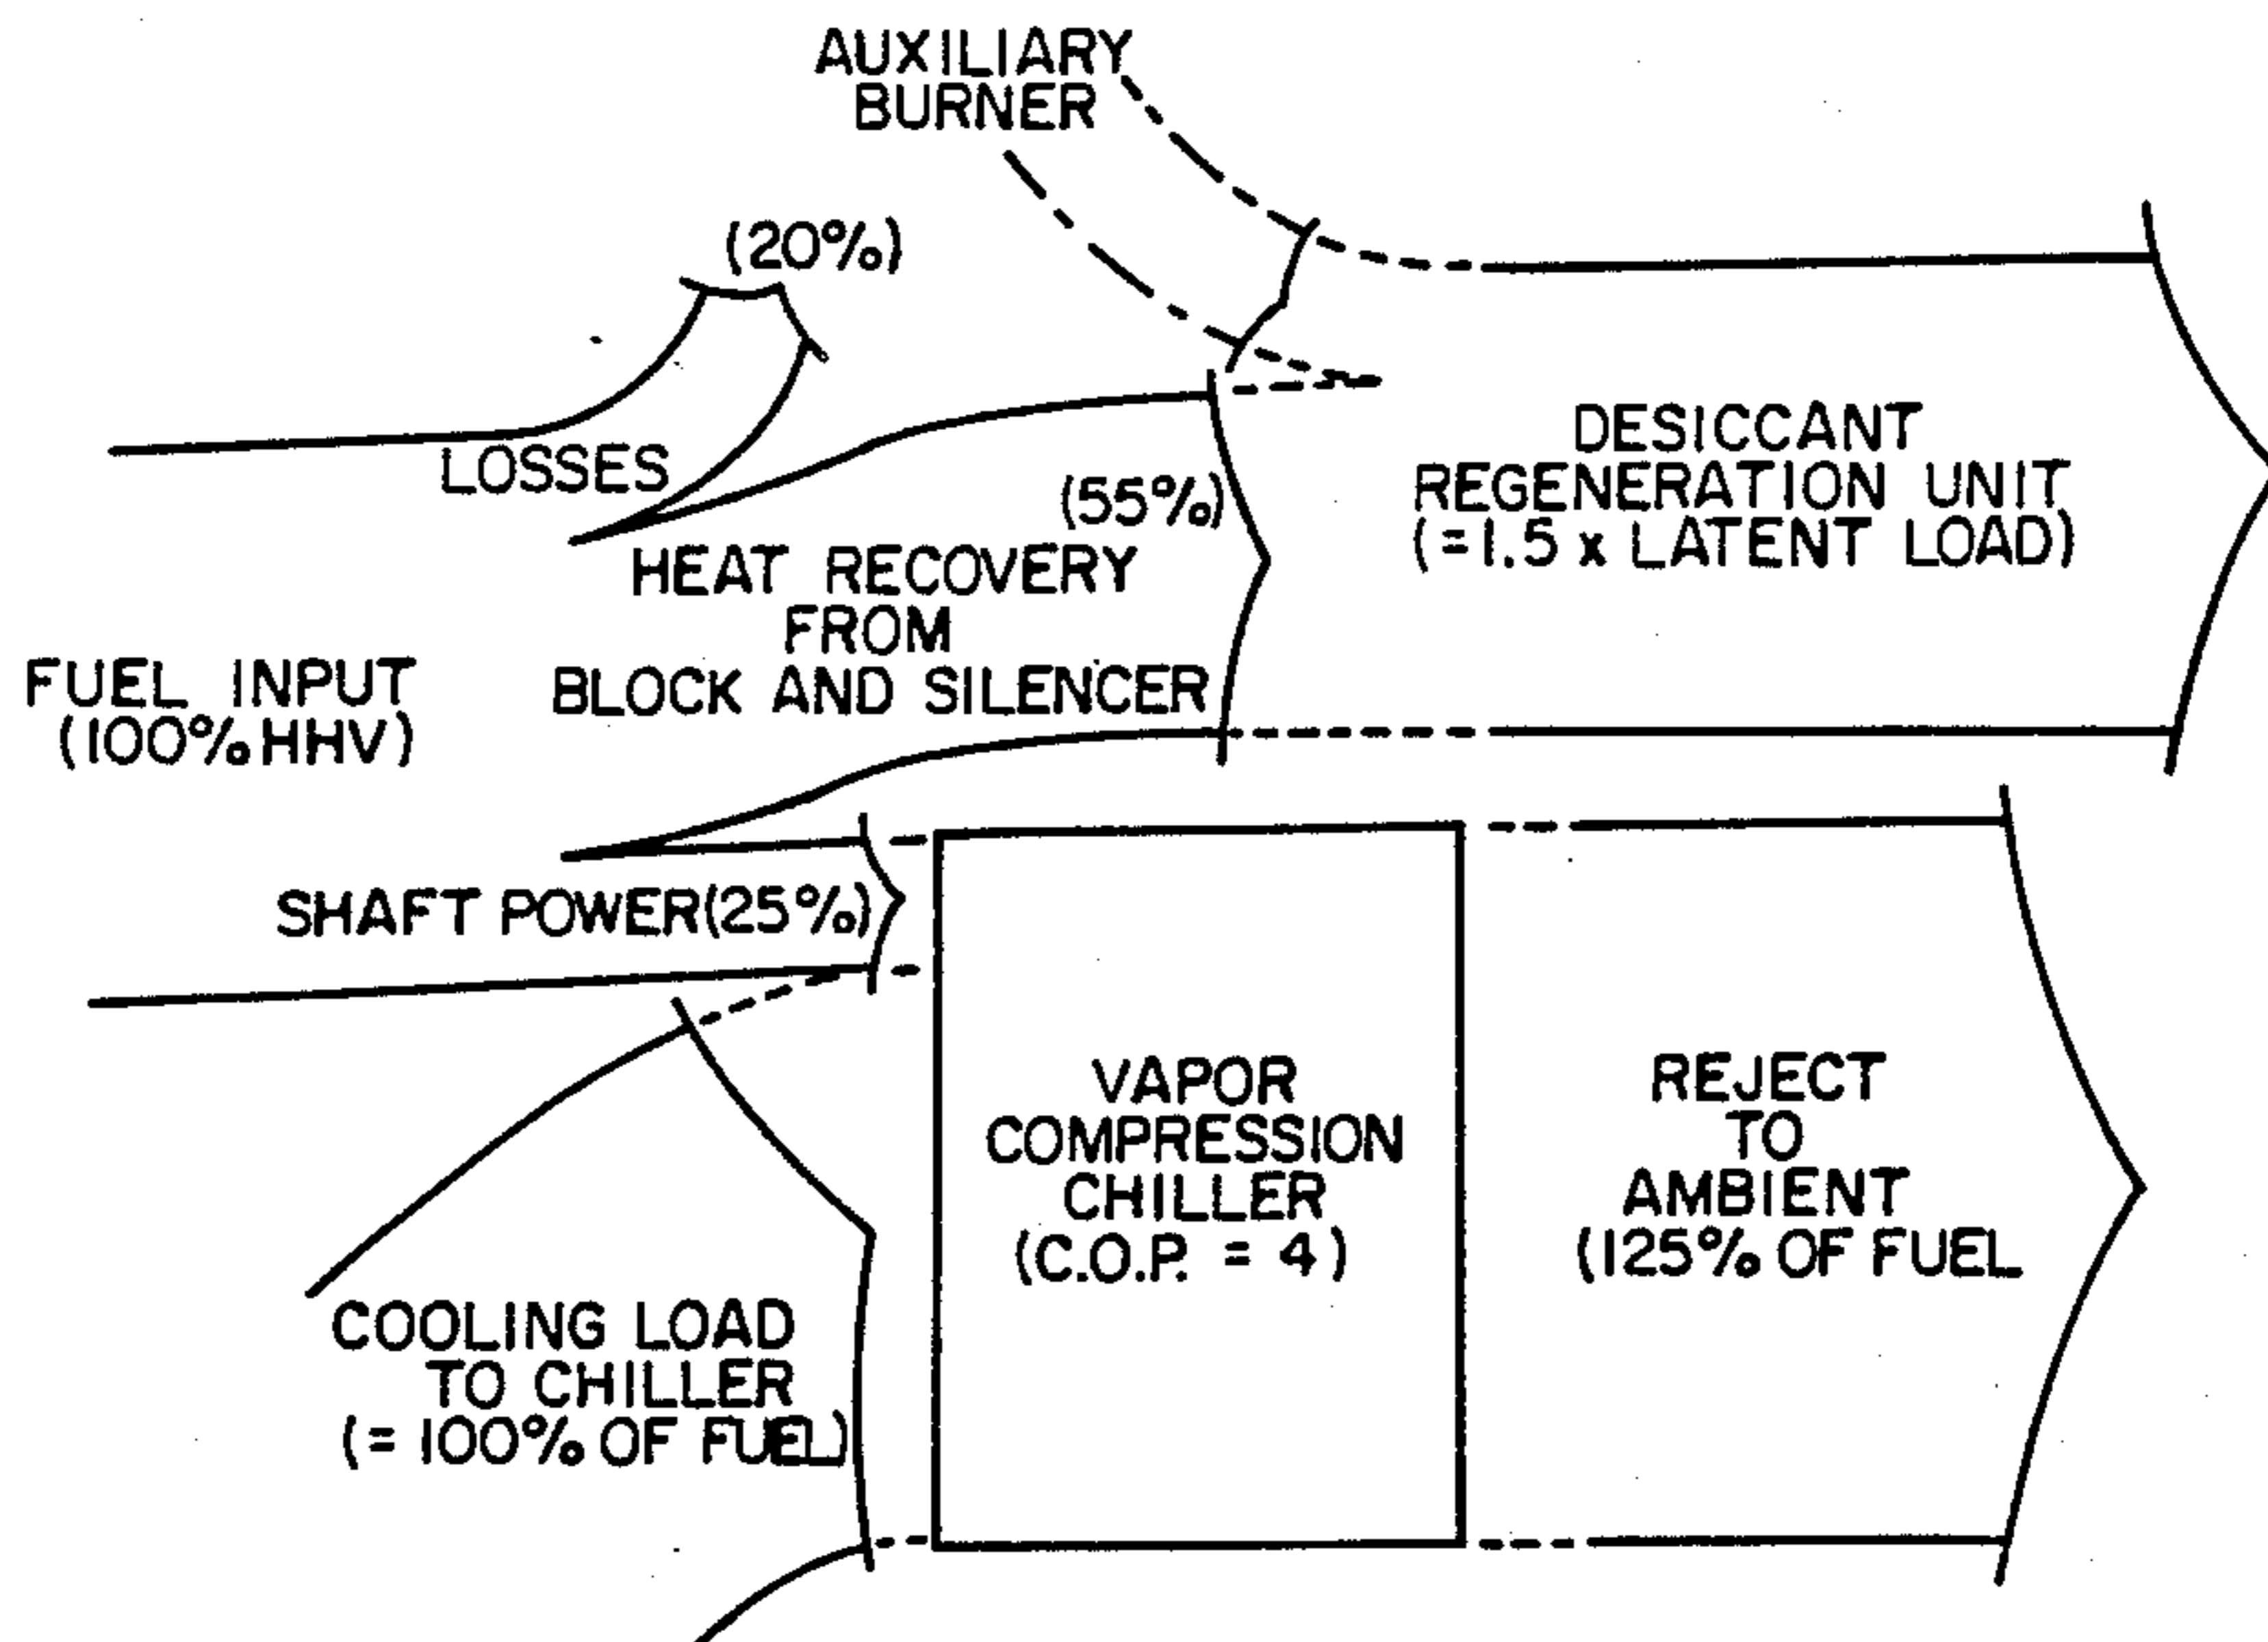 AUXILIARY
BURNER
(20%)
LOSSES
(55%)
HEAT RECOVERY
FROM
BLOCK AND SILENCER
DESICCANT
REGENERATION UNIT
(=1.5 x LATENT LOAD)
FUEL INPUT
(100% HHV)
SHAFT POWER (25%)
VAPOR
COMPRESSION
CHILLER
(C.O.P. = 4)
REJECT
TO
AMBIENT
(125% OF FUEL
COOLING LOAD
TO CHILLER
(= 100% OF FUEL)